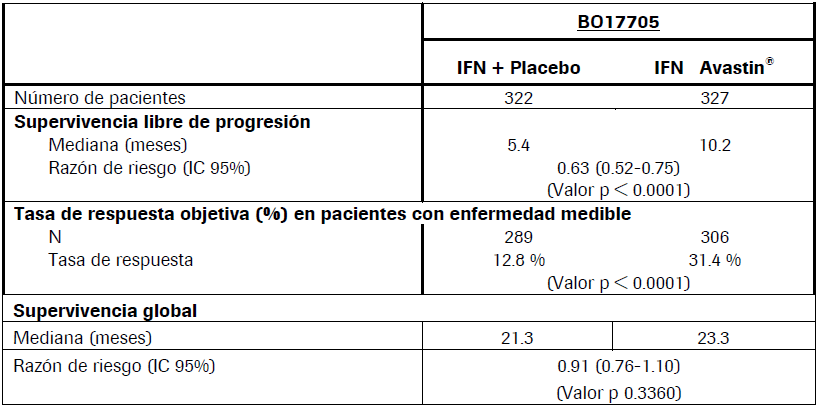 BO17705
IFN + Placebo IFN Avastin®
Número de pacientes 322 327
Supervivencia libre de progresión
Mediana (meses) 5.4 10.2
Razón de riesgo (IC 95%) 0.63 (0.52-0.75)
(Valor p < 0.0001)
Tasa de respuesta objetiva (%) en pacientes con enfermedad medible
N 289 306
Tasa de respuesta 12.8 % 31.4 %
(Valor p < 0.0001)
Supervivencia global
Mediana (meses) 21.3 23.3
Razón de riesgo (IC 95%) 0.91 (0.76-1.10)
(Valor p 0.3360)